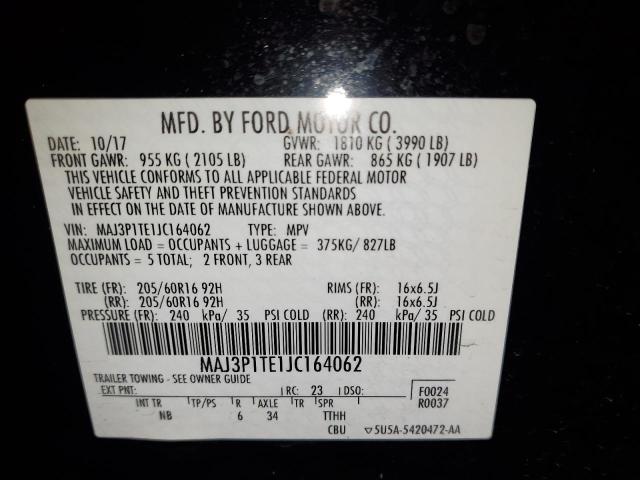 MFD. BY FORD MOTOR CO.
DATE: 10/17 GVWR: 1810 KG ( 3990 LB)
FRONT GAWR: 955 KG ( 2105 LB) REAR GAWR: 865 KG ( 1907 LB)
THIS VEHICLE CONFORMS TO ALL APPLICABLE FEDERAL MOTOR
VEHICLE SAFETY AND THEFT PREVENTION STANDARDS
IN EFFECT ON THE DATE OF MANUFACTURE SHOWN ABOVE.
VIN: MAJ3P1TE1JC164062 TYPE: MPV
MAXIMUM LOAD = OCCUPANTS + LUGGAGE = 375KG/ 827LB
OCCUPANTS = 5 TOTAL; 2 FRONT, 3 REAR
TIRE (FR): 205/60R16 92H RIMS (FR): 16x6.5J
(RR): 205/60R16 92H (RR): 16x6.5J
PRESSURE (FR): 240 kPa/ 35 PSI COLD (RR): 240 kPa/ 35 PSI COLD
MAJ3P1TE1JC164062
TRAILER TOWING - SEE OWNER GUIDE
EXT PNT: RC: 23 DSO: F0024
INT TR TP/PS R AXLE TR SPR R0037
NB 6 34 TTHH
CBU ▽5U5A-5420472-AA